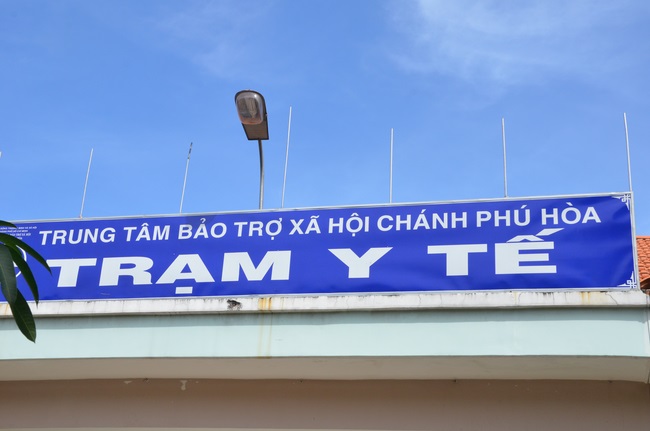 TRUNG TÂM BẢO TRỢ XÃ HỘI CHÁNH PHÚ HÒA
TRẠM Y TẾ